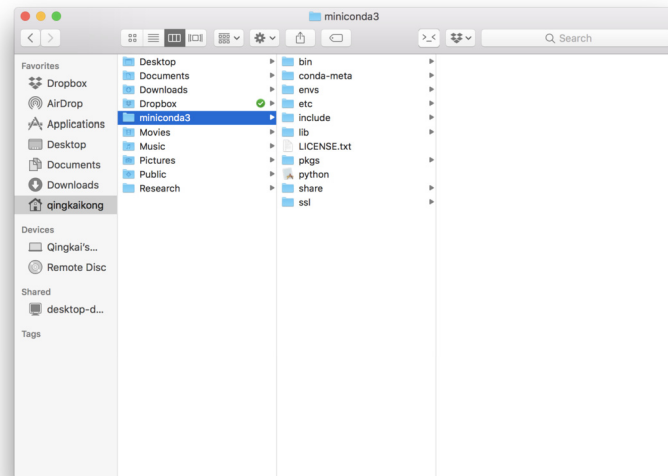 miniconda3
Search
Favorites
Dropbox
AirDrop
Applications
Desktop
Documents
Downloads
qingkaikong
Devices
Qingkai's...
Remote Disc
Shared
desktop-d...
Tags
Desktop
Documents
Downloads
Dropbox
miniconda3
Movies
Music
Pictures
Public
Research
bin
conda-meta
envs
etc
include
lib
LICENSE.txt
pkgs
python
share
ssl